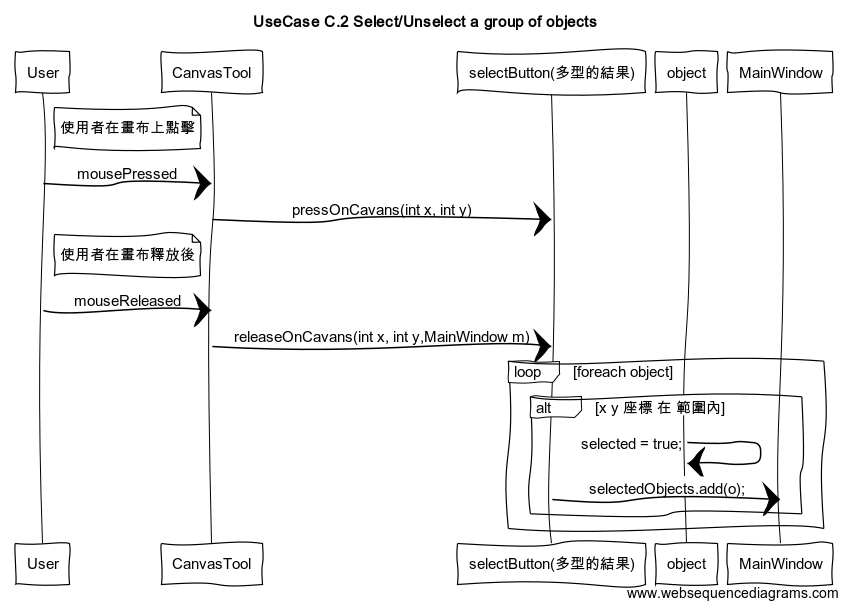 UseCase C.2 Select/Unselect a group of objects
User
CanvasTool
selectButton(多型的結果)
object
MainWindow
使用者在畫布上點擊
mousePressed
pressOnCavans(int x, int y)
使用者在畫布釋放後
mouseReleased
releaseOnCavans(int x, int y,MainWindow m)
loop [foreach object]
alt [x y 座標 在 範圍內]
selected = true;
selectedObjects.add(o);
User
CanvasTool
selectButton(多型的結果)
object
MainWindow
www.websequencediagrams.com